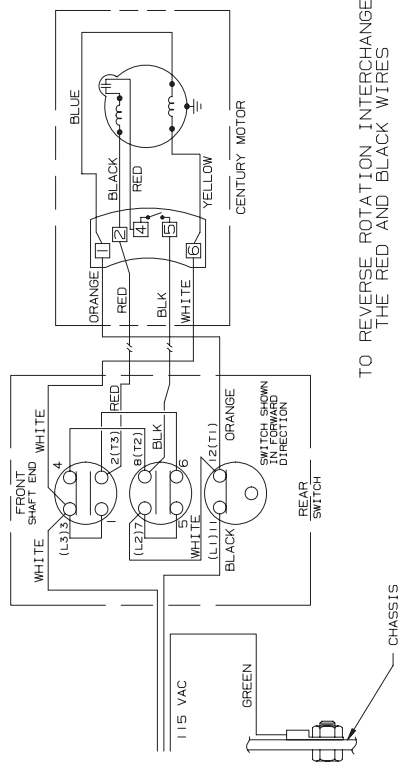 BLUE
BLACK
RED
YELLOW
CENTURY MOTOR
1
2
4
5
6
ORANGE
RED
BLK
WHITE
FRONT
SHAFT END
WHITE
WHITE
(L3)3
4
1
2(T3)
RED
(L2)7
8(T2)
BLK
5
6
WHITE
(L1)11
12(T1)
BLACK
ORANGE
SWITCH SHOWN
IN FORWARD
DIRECTION
REAR
SWITCH
115 VAC
GREEN
CHASSIS
TO REVERSE ROTATION INTERCHANGE
THE RED AND BLACK WIRES